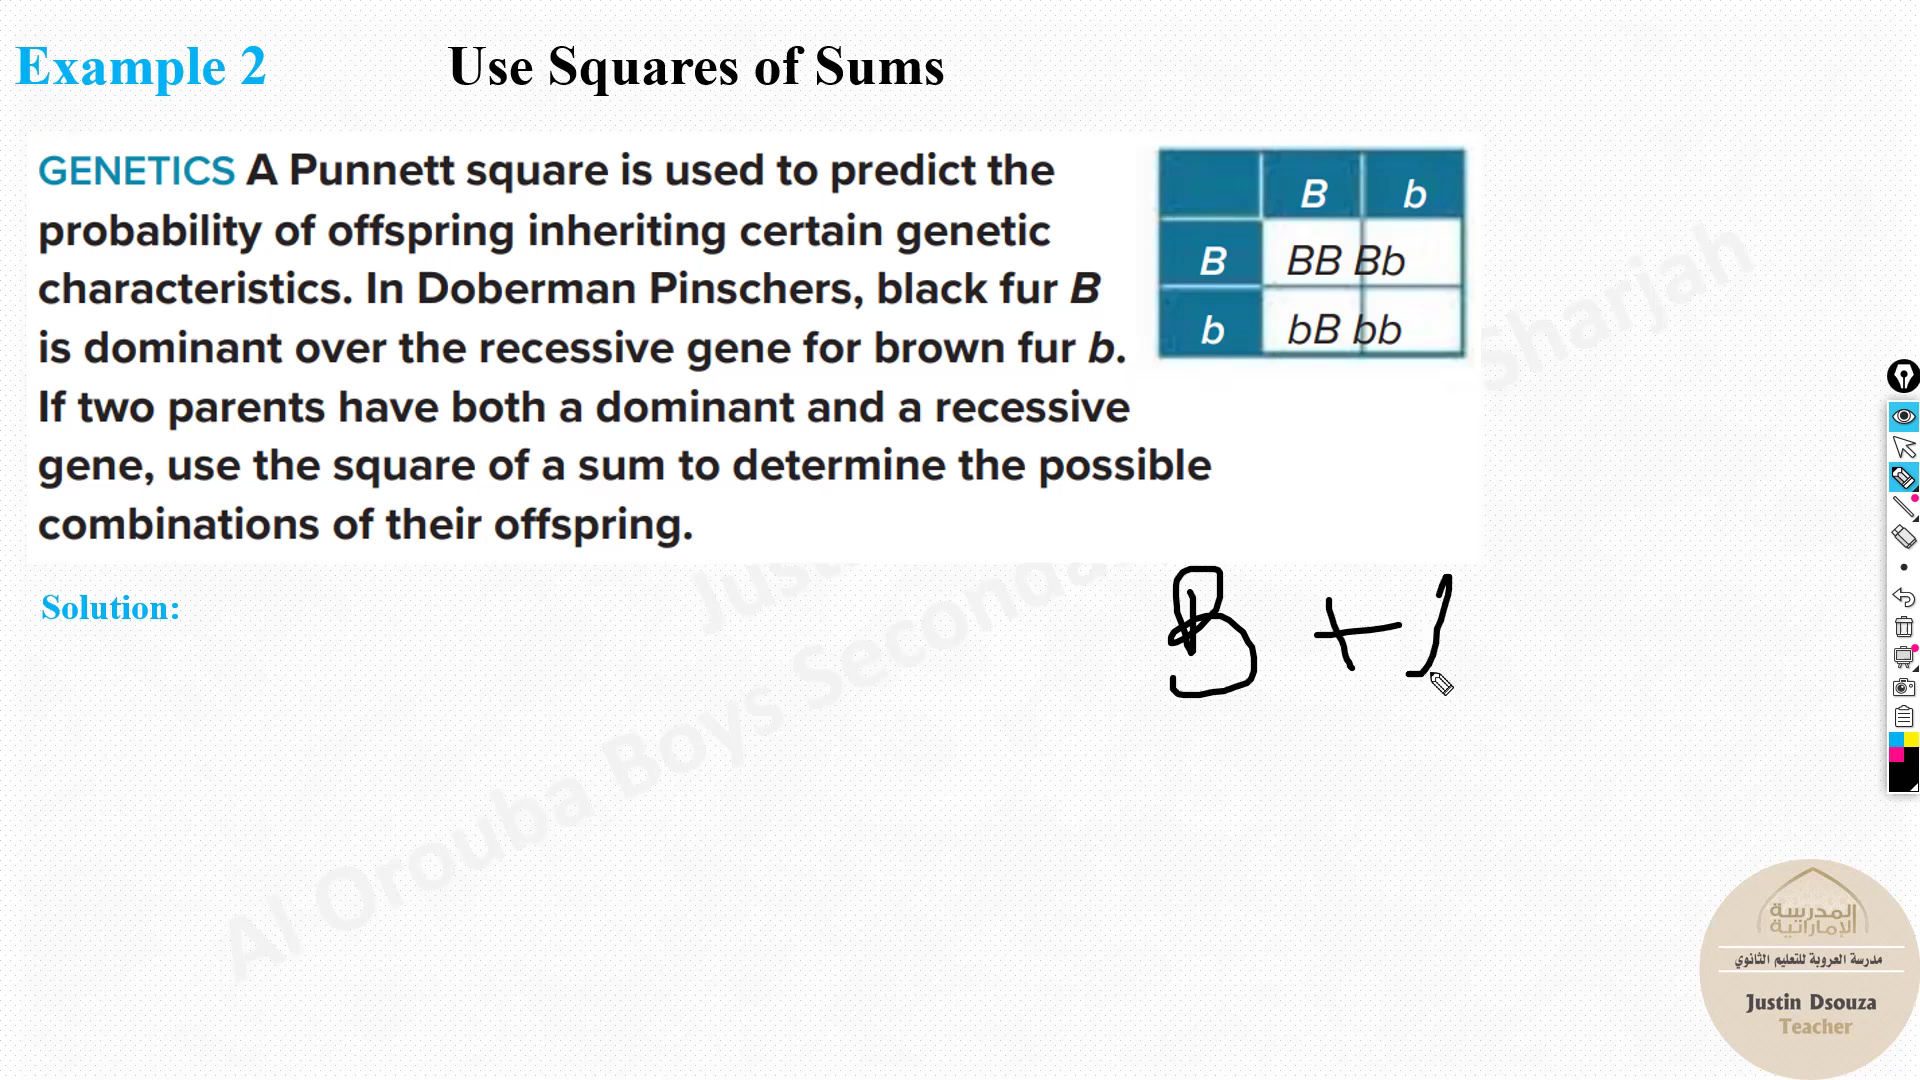 Example 2
Use Squares of Sums
GENETICS A Punnett square is used to predict the
probability of offspring inheriting certain genetic
characteristics. In Doberman Pinschers, black fur B
is dominant over the recessive gene for brown fur b.
If two parents have both a dominant and a recessive
gene, use the square of a sum to determine the possible
combinations of their offspring.
B b
B BB Bb
b bB bb
Solution:
B +
Al Orouba Boys Seconda
Sharjah
المدرسة
الإماراتية
مدرسة العروبة للتعليم الثانوي
Justin Dsouza
Teacher